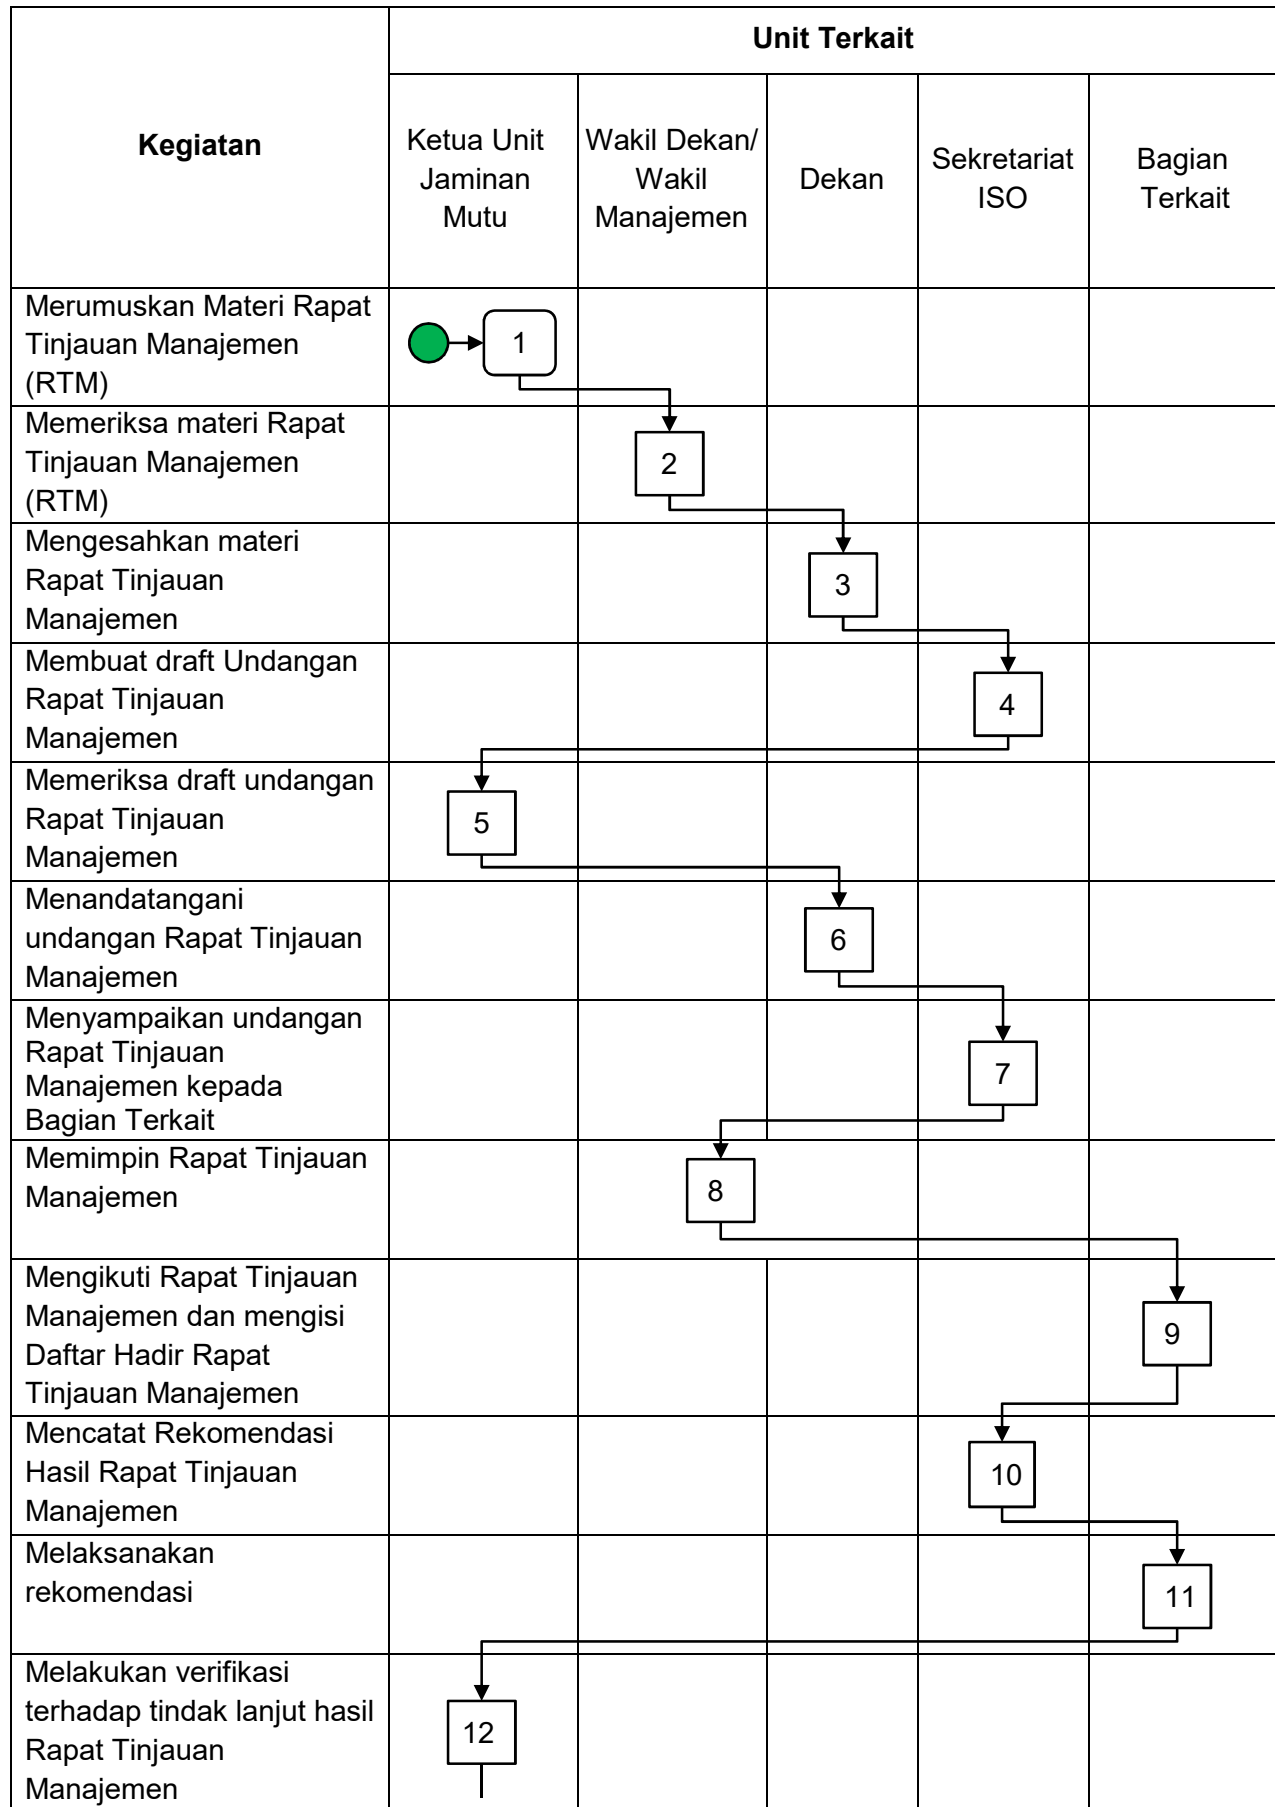 Unit Terkait
Kegiatan
Ketua Unit
Jaminan
Mutu
Wakil Dekan/
Wakil
Manajemen
Dekan
Sekretariat
ISO
Bagian
Terkait
Merumuskan Materi Rapat
Tinjauan Manajemen
(RTM)
1
Memeriksa materi Rapat
Tinjauan Manajemen
(RTM)
2
Mengesahkan materi
Rapat Tinjauan
Manajemen
3
Membuat draft Undangan
Rapat Tinjauan
Manajemen
4
Memeriksa draft undangan
Rapat Tinjauan
Manajemen
5
Menandatangani
undangan Rapat Tinjauan
Manajemen
6
Menyampaikan undangan
Rapat Tinjauan
Manajemen kepada
Bagian Terkait
7
Memimpin Rapat Tinjauan
Manajemen
8
Mengikuti Rapat Tinjauan
Manajemen dan mengisi
Daftar Hadir Rapat
Tinjauan Manajemen
9
Mencatat Rekomendasi
Hasil Rapat Tinjauan
Manajemen
10
Melaksanakan
rekomendasi
11
Melakukan verifikasi
terhadap tindak lanjut hasil
Rapat Tinjauan
Manajemen
12